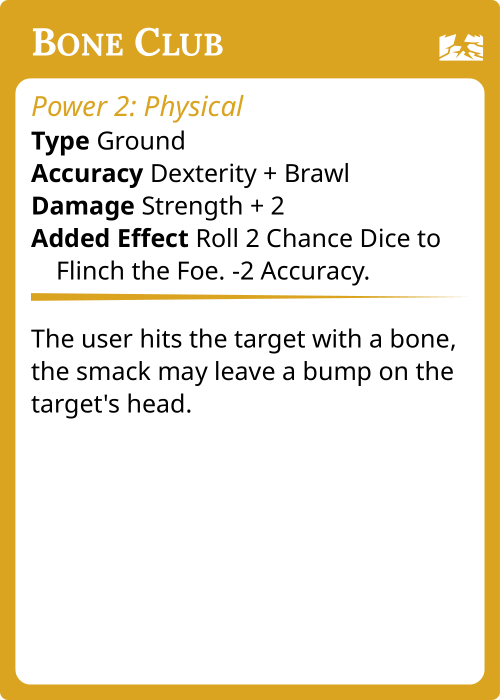 Bone Club
Power 2: Physical
Type Ground
Accuracy Dexterity + Brawl
Damage Strength + 2
Added Effect Roll 2 Chance Dice to
Flinch the Foe. -2 Accuracy.
The user hits the target with a bone,
the smack may leave a bump on the
target's head.